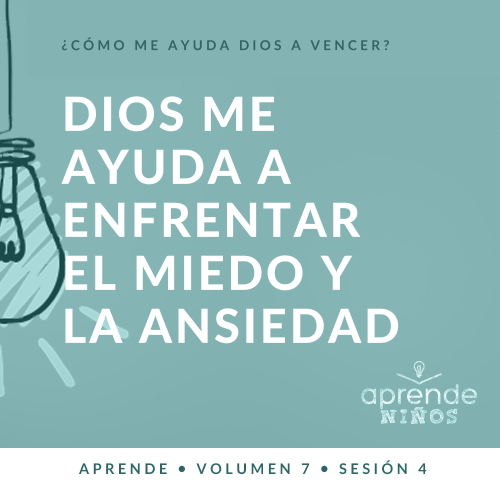 ¿CÓMO ME AYUDA DIOS A VENCER?
DIOS ME
AYUDA A
ENFRENTAR
EL MIEDO Y
LA ANSIEDAD
aprende
NIÑOS
APRENDE • VOLUMEN 7 • SESIÓN 4